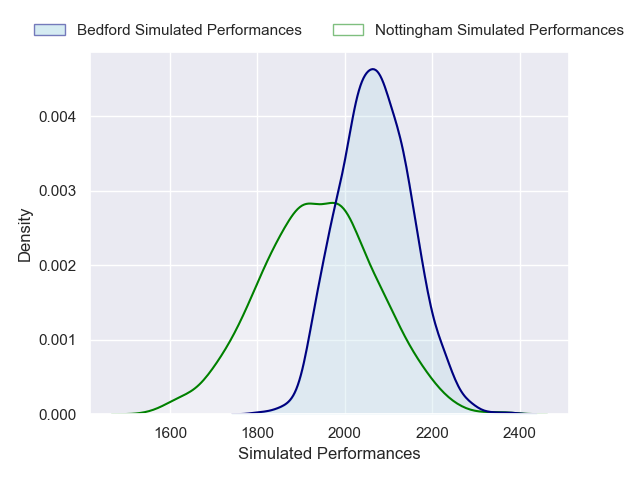 Bedford Simulated Performances
Nottingham Simulated Performances
0.004
0.003
0.002
0.001
0.000
Density
1600
1800
2000
2200
2400
Simulated Performances